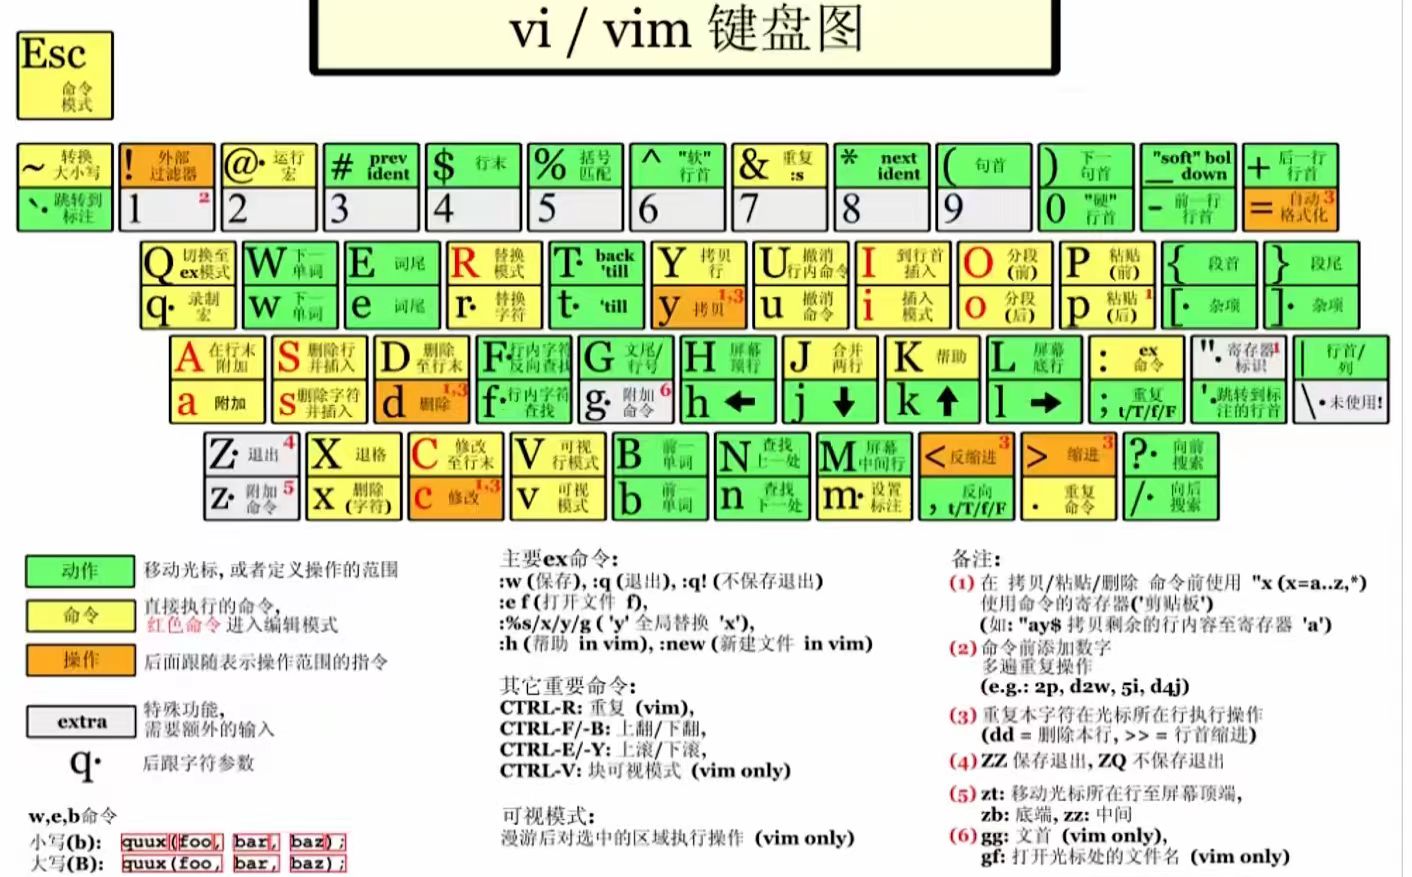 vi / vim 键盘图
Esc
命令
模式
~ 转换 大小写
! 外部 过滤器
@· 运行 宏
# prev ident
$ 行末
% 括号 匹配
^ "软" 行首
& 重复 :s
* next ident
( 句首
) 下一 句首
"soft" bol _ down
+ 后一行 行首
`· 跳转到 标注
1 2
2
3
4
5
6
7
8
9
0 "硬" 行首
- 前一行 行首
= 自动 3 格式化
Q 切换至 ex模式
W 下一 单词
E 词尾
R 替换 模式
T· back 'till
Y 拷贝 行
U 撤消 行内命令
I 到行首 插入
O 分段 (前)
P 粘贴 (前)
{ 段首
} 段尾
q· 录制 宏
w 下一 单词
e 词尾
r· 替换 字符
t· 'till
y 拷贝 1,3
u 撤消 命令
i 插入 模式
o 分段 (后)
p 粘贴 1 (后)
[· 杂项
]· 杂项
A 在行末 附加
S 删除行 并插入
D 删除 至行末
F· 行内字符 反向查找
G 文尾/ 行号
H 屏幕 顶行
J 合并 两行
K 帮助
L 屏幕 底行
: ex 命令
"· 寄存器 1 标识
| 行首/ 列
a 附加
s 删除字符 并插入
d 删除 1,3
f· 行内字符 查找
g· 附加 6 命令
h ←
j ↓
k ↑
l →
; 重复 t/T/f/F
'· 跳转到标 注的行首
\· 未使用!
Z· 退出 4
X 退格
C 修改 至行末
V 可视 行模式
B 前一 单词
N 查找 上一处
M 屏幕 中间行
< 反缩进 3
> 缩进 3
?· 向前 搜索
z· 附加 5 命令
x 删除 (字符)
c 修改 1,3
v 可视 模式
b 前一 单词
n 查找 下一处
m· 设置 标注
, 反向 t/T/f/F
. 重复 命令
/· 向后 搜索
动作 移动光标, 或者定义操作的范围
命令 直接执行的命令,
红色命令 进入编辑模式
操作 后面跟随表示操作范围的指令
extra 特殊功能,
需要额外的输入
q· 后跟字符参数
w,e,b命令
小写(b): quux(foo, bar, baz);
大写(B): quux(foo, bar, baz);
主要ex命令:
:w (保存), :q (退出), :q! (不保存退出)
:e f (打开文件 f),
:%s/x/y/g ( 'y' 全局替换 'x'),
:h (帮助 in vim), :new (新建文件 in vim)
其它重要命令:
CTRL-R: 重复 (vim),
CTRL-F/-B: 上翻/下翻,
CTRL-E/-Y: 上滚/下滚,
CTRL-V: 块可视模式 (vim only)
可视模式:
漫游后对选中的区域执行操作 (vim only)
备注:
(1) 在 拷贝/粘贴/删除 命令前使用 "x (x=a..z,*)
使用命令的寄存器('剪贴板')
(如: "ay$ 拷贝剩余的行内容至寄存器 'a')
(2) 命令前添加数字
多遍重复操作
(e.g.: 2p, d2w, 5i, d4j)
(3) 重复本字符在光标所在行执行操作
(dd = 删除本行, >> = 行首缩进)
(4) ZZ 保存退出, ZQ 不保存退出
(5) zt: 移动光标所在行至屏幕顶端,
zb: 底端, zz: 中间
(6) gg: 文首 (vim only),
gf: 打开光标处的文件名 (vim only)